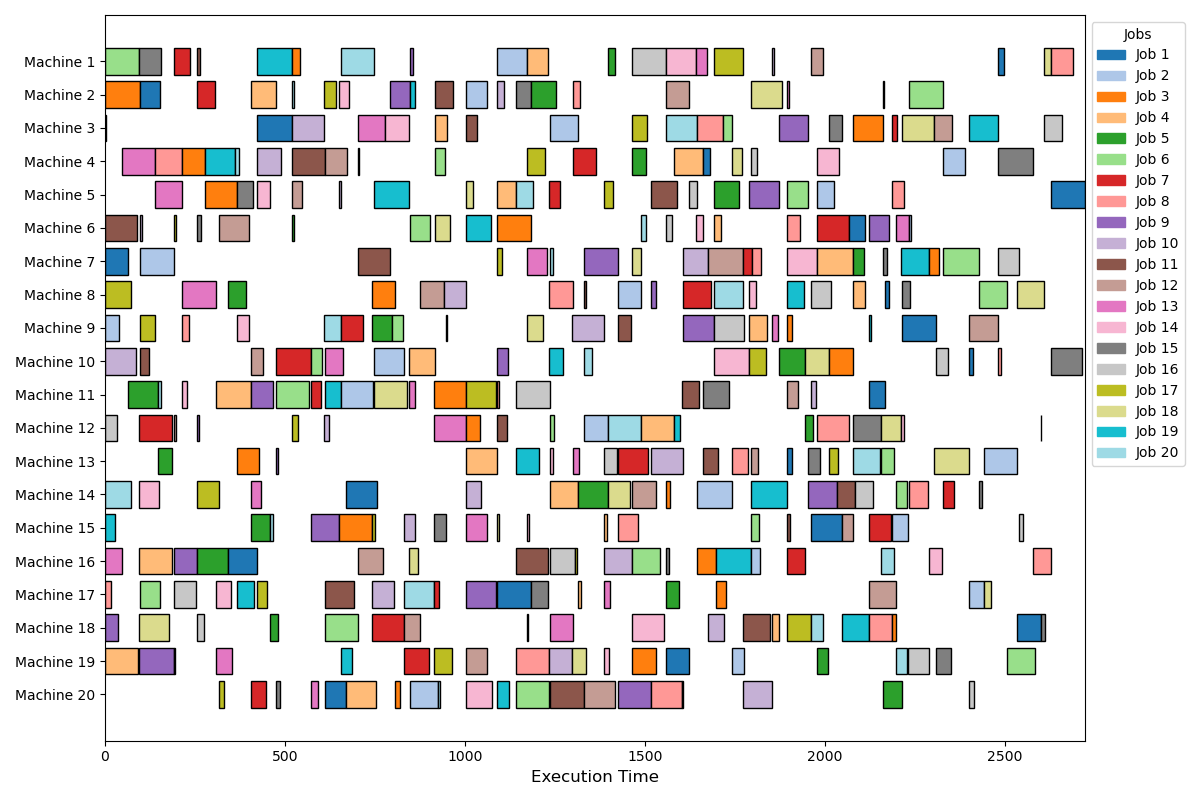 Machine 1
Machine 2
Machine 3
Machine 4
Machine 5
Machine 6
Machine 7
Machine 8
Machine 9
Machine 10
Machine 11
Machine 12
Machine 13
Machine 14
Machine 15
Machine 16
Machine 17
Machine 18
Machine 19
Machine 20
0 500 1000 1500 2000 2500
Execution Time
Jobs
Job 1
Job 2
Job 3
Job 4
Job 5
Job 6
Job 7
Job 8
Job 9
Job 10
Job 11
Job 12
Job 13
Job 14
Job 15
Job 16
Job 17
Job 18
Job 19
Job 20